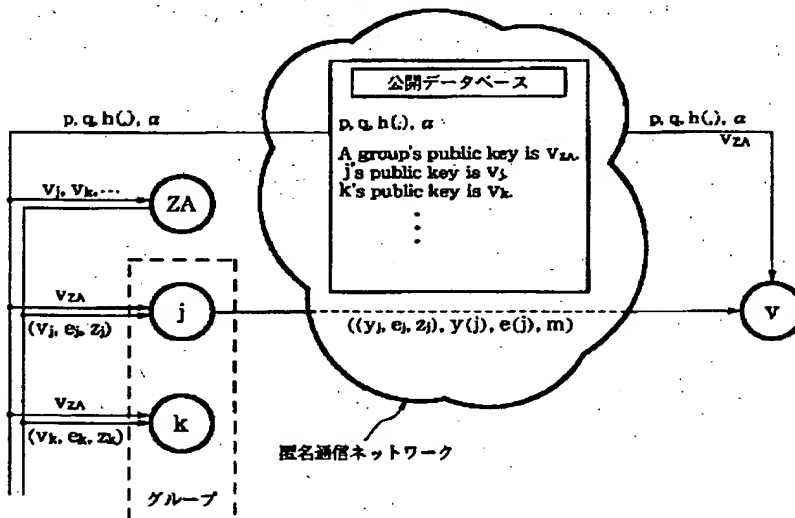 公開データベース
p, q, h(,), α
p, q, h(;), α
A group's public key is VZA.
j's public key is Vj.
k's public key is Vk.
p, q, h(,), α
VZA
Vj, Vk, ...
ZA
VZA
(Vj, ej, zj)
j
((yj, ej, zj), y(j), e(j), m)
v
VZA
(Vk, ek, zk)
k
匿名通信ネットワーク
グループ